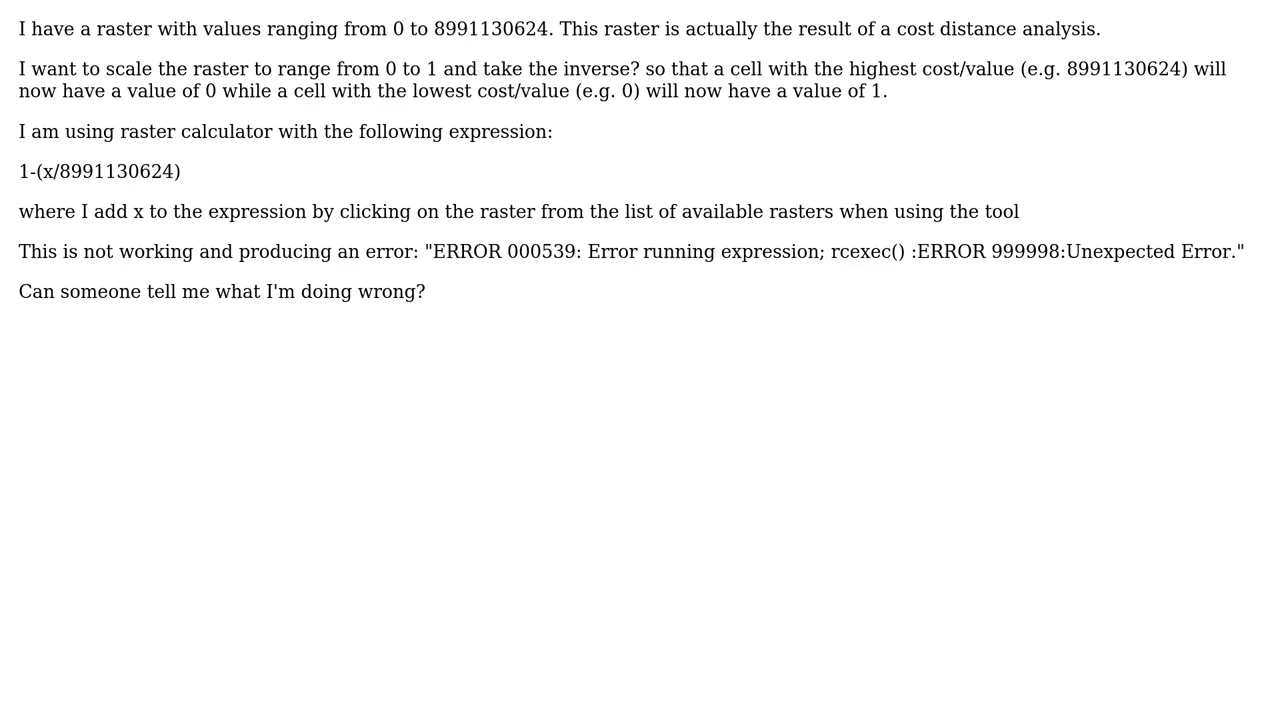 I have a raster with values ranging from 0 to 8991130624. This raster is actually the result of a cost distance analysis.
I want to scale the raster to range from 0 to 1 and take the inverse? so that a cell with the highest cost/value (e.g. 8991130624) will
now have a value of 0 while a cell with the lowest cost/value (e.g. 0) will now have a value of 1.
I am using raster calculator with the following expression:
1-(x/8991130624)
where I add x to the expression by clicking on the raster from the list of available rasters when using the tool
This is not working and producing an error: "ERROR 000539: Error running expression; rcexec() :ERROR 999998:Unexpected Error."
Can someone tell me what I'm doing wrong?